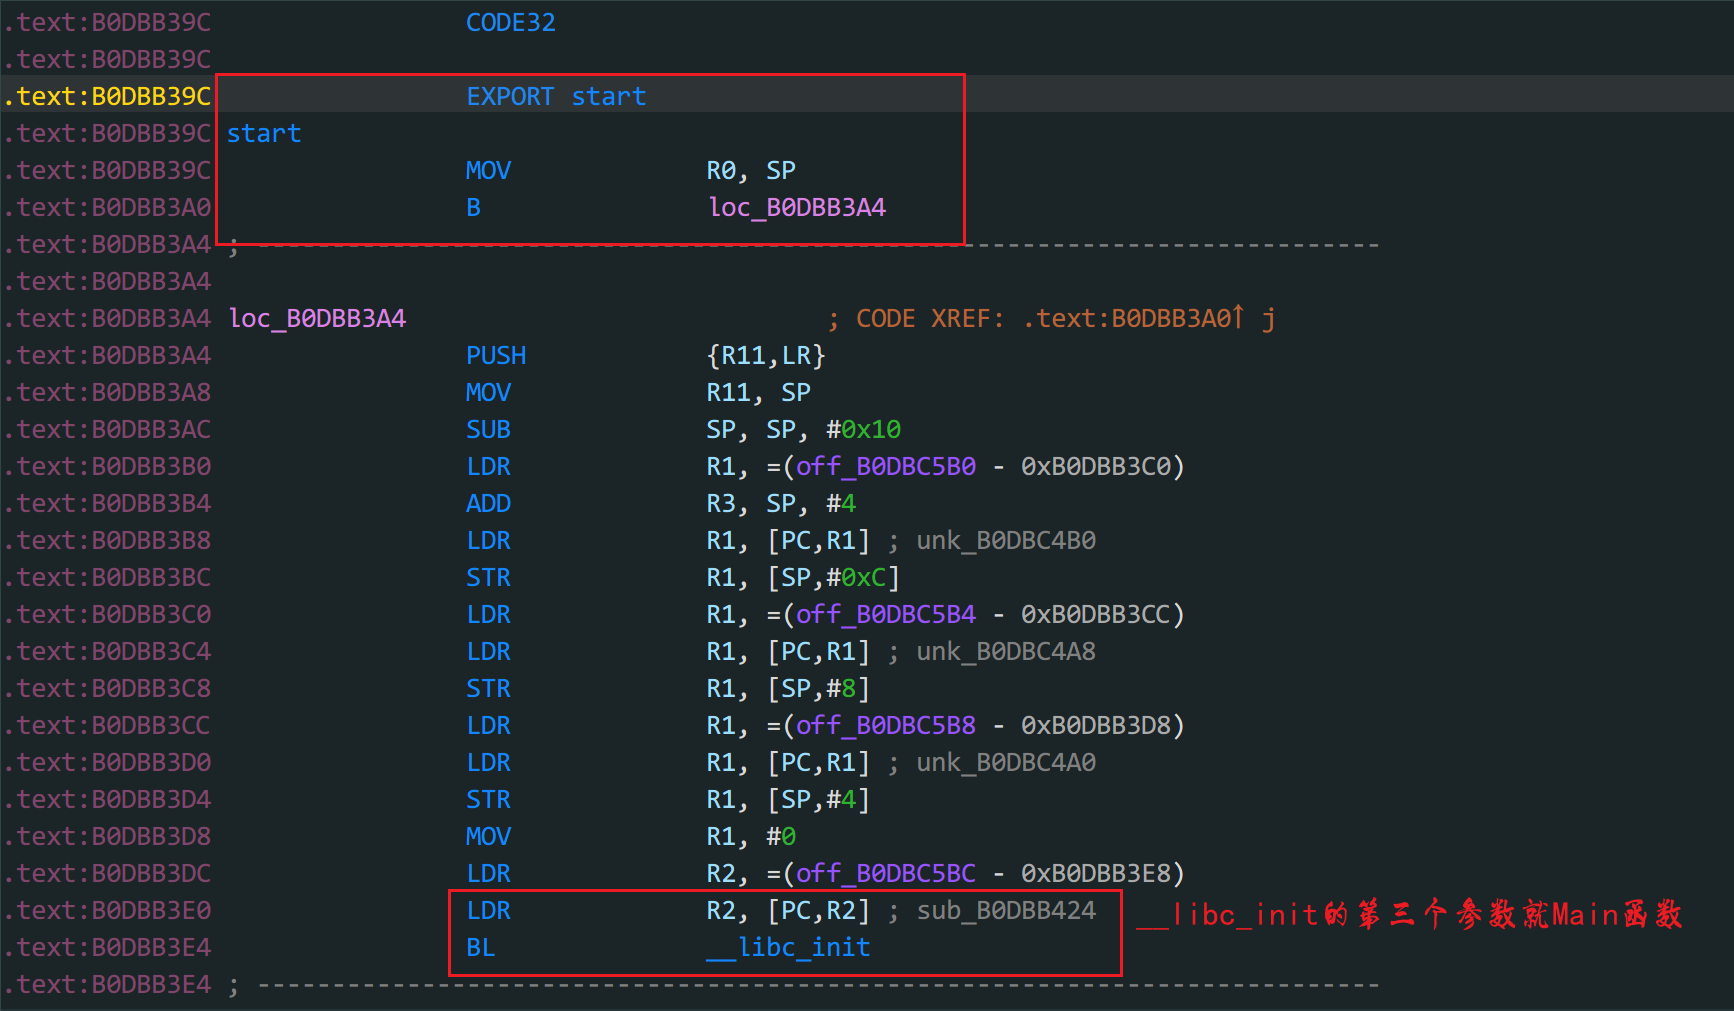 .text:B0DBB39C CODE32
.text:B0DBB39C
.text:B0DBB39C EXPORT start
.text:B0DBB39C start
.text:B0DBB39C MOV R0, SP
.text:B0DBB3A0 B loc_B0DBB3A4
.text:B0DBB3A4 ; ---------------------------------------------------------------------------
.text:B0DBB3A4
.text:B0DBB3A4 loc_B0DBB3A4 ; CODE XREF: .text:B0DBB3A0↑ j
.text:B0DBB3A4 PUSH {R11,LR}
.text:B0DBB3A8 MOV R11, SP
.text:B0DBB3AC SUB SP, SP, #0x10
.text:B0DBB3B0 LDR R1, =(off_B0DBC5B0 - 0xB0DBB3C0)
.text:B0DBB3B4 ADD R3, SP, #4
.text:B0DBB3B8 LDR R1, [PC,R1] ; unk_B0DBC4B0
.text:B0DBB3BC STR R1, [SP,#0xC]
.text:B0DBB3C0 LDR R1, =(off_B0DBC5B4 - 0xB0DBB3CC)
.text:B0DBB3C4 LDR R1, [PC,R1] ; unk_B0DBC4A8
.text:B0DBB3C8 STR R1, [SP,#8]
.text:B0DBB3CC LDR R1, =(off_B0DBC5B8 - 0xB0DBB3D8)
.text:B0DBB3D0 LDR R1, [PC,R1] ; unk_B0DBC4A0
.text:B0DBB3D4 STR R1, [SP,#4]
.text:B0DBB3D8 MOV R1, #0
.text:B0DBB3DC LDR R2, =(off_B0DBC5BC - 0xB0DBB3E8)
.text:B0DBB3E0 LDR R2, [PC,R2] ; sub_B0DBB424 __libc_init的第三个参数就Main函数
.text:B0DBB3E4 BL __libc_init
.text:B0DBB3E4 ; ---------------------------------------------------------------------------